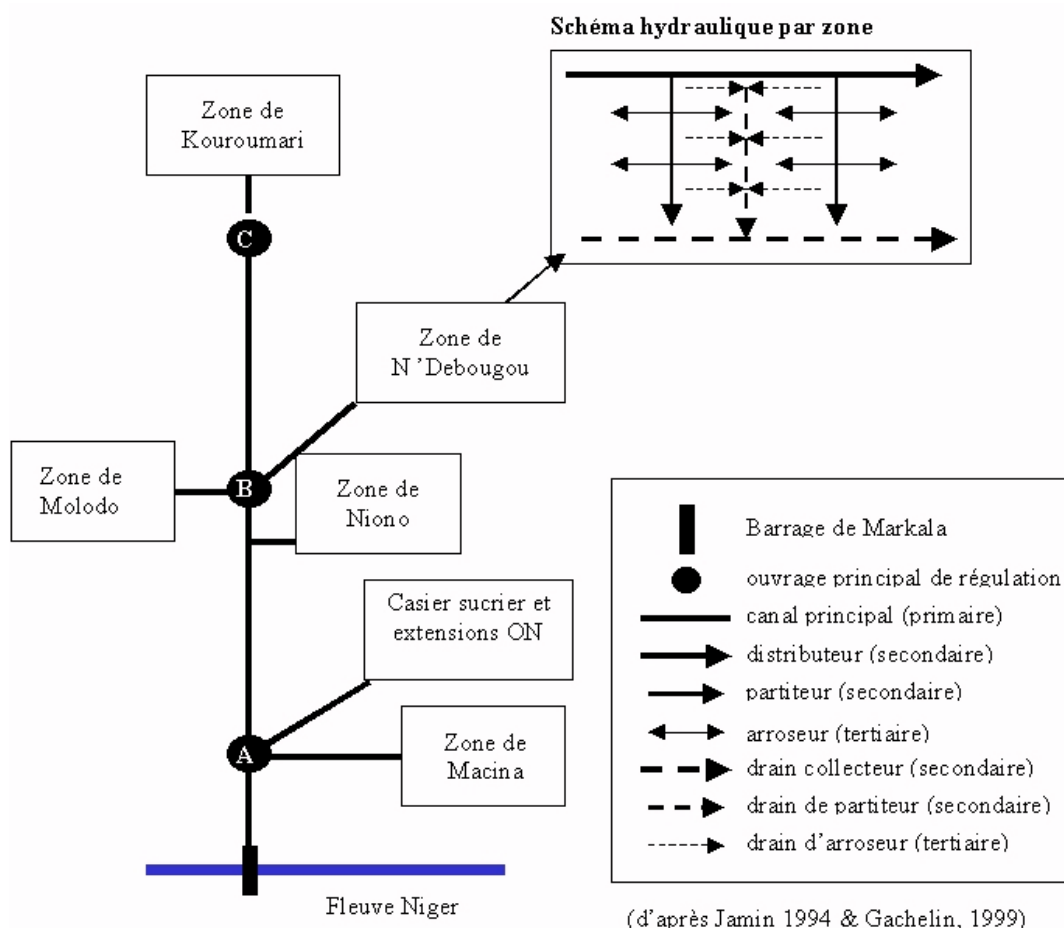 Schéma hydraulique par zone
Zone de
Kouroumari
C
Zone de
N'Debougou
Zone de
Molodo
B
Zone de
Niono
Casier sucrier et
extensions ON
A
Zone de
Macina
Fleuve Niger
Barrage de Markala
ouvrage principal de régulation
canal principal (primaire)
distributeur (secondaire)
partiteur (secondaire)
arroseur (tertiaire)
drain collecteur (secondaire)
drain de partiteur (secondaire)
drain d'arroseur (tertiaire)
(d'après Jamin 1994 & Gachelin, 1999)